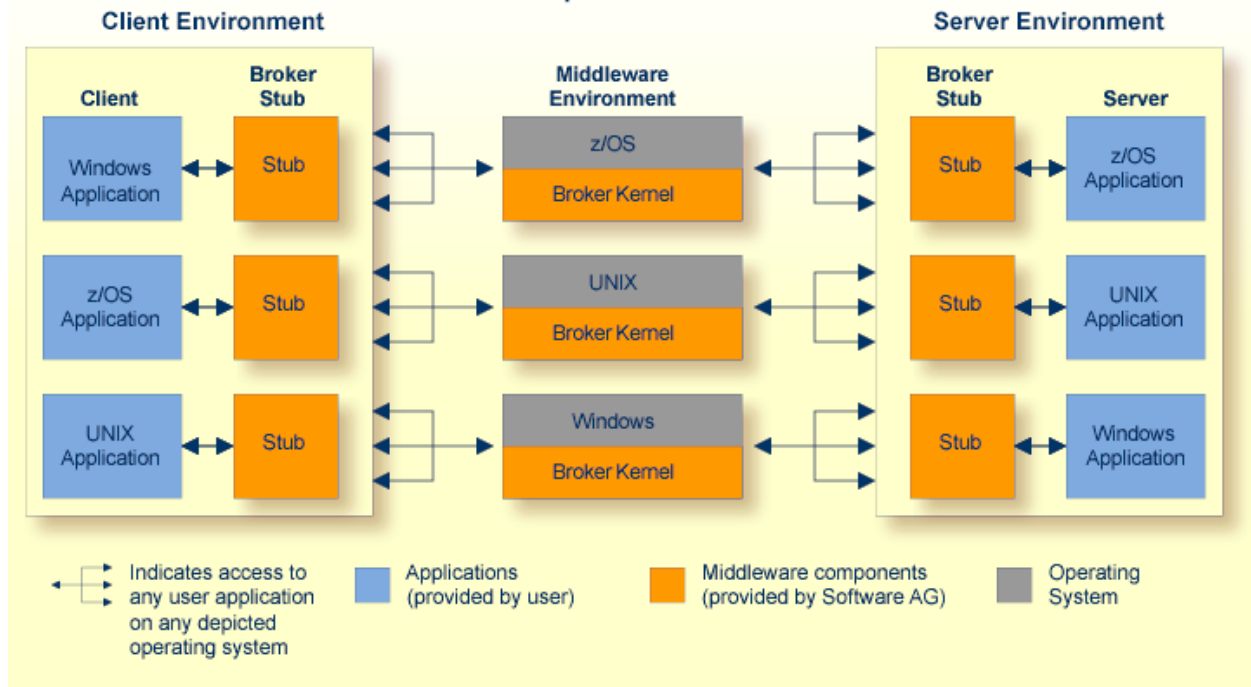 Client Environment
Server Environment
Client
Broker
Stub
Middleware
Environment
Broker
Stub
Server
Windows
Application
Stub
z/OS
Broker Kernel
Stub
z/OS
Application
z/OS
Application
Stub
UNIX
Broker Kernel
Stub
UNIX
Application
UNIX
Application
Stub
Windows
Broker Kernel
Stub
Windows
Application
Indicates access to
any user application
on any depicted
operating system
Applications
(provided by user)
Middleware components
(provided by Software AG)
Operating
System